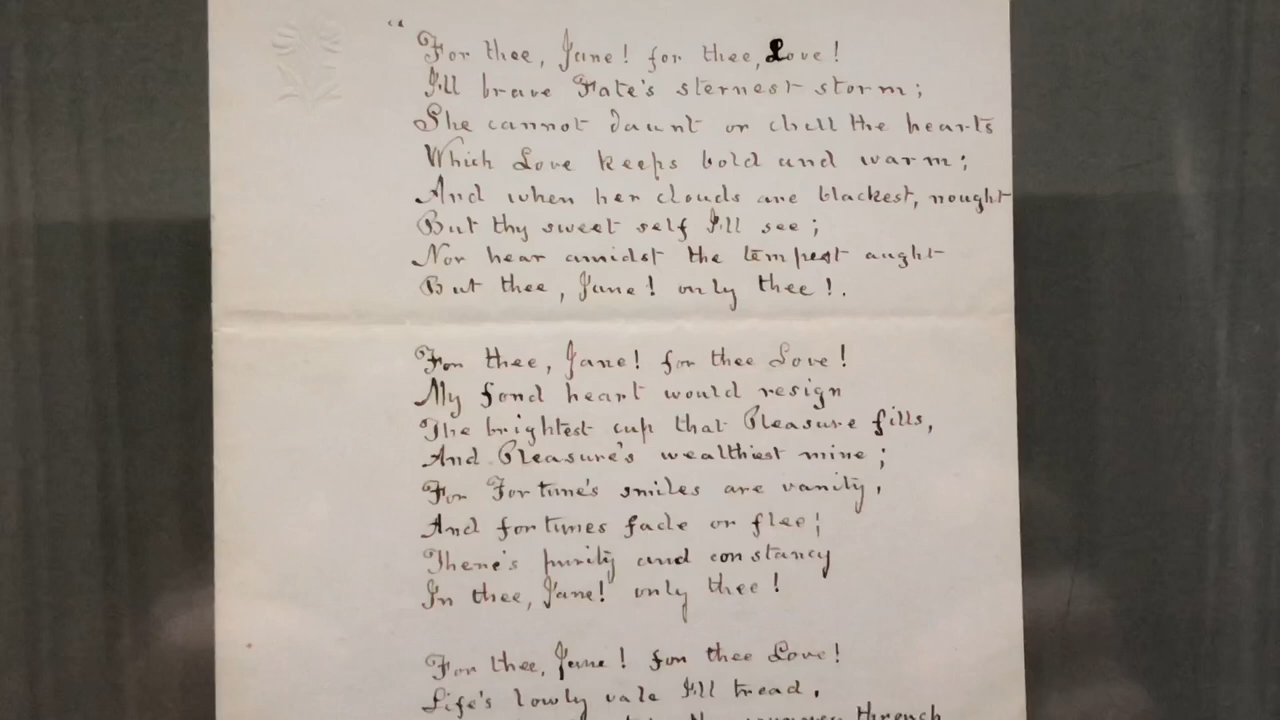 “
For thee, Jane! for thee, Love!
I'll brave Fate's sternest storm;
She cannot daunt or chill the hearts
Which Love keeps bold and warm;
And when her clouds are blackest, nought
But thy sweet self I'll see;
Nor hear amidst the tempest aught
But thee, Jane! only thee!.
For thee, Jane! for thee Love!
My fond heart would resign
The brightest cup that Pleasure fills,
And Pleasure's wealthiest mine;
For Fortune's smiles are vanity,
And fortunes fade or flee;
There's purity and constancy
In thee, Jane! only thee!
For thee, Jane! for thee Love!
Life's lowly vale I'll tread,
through